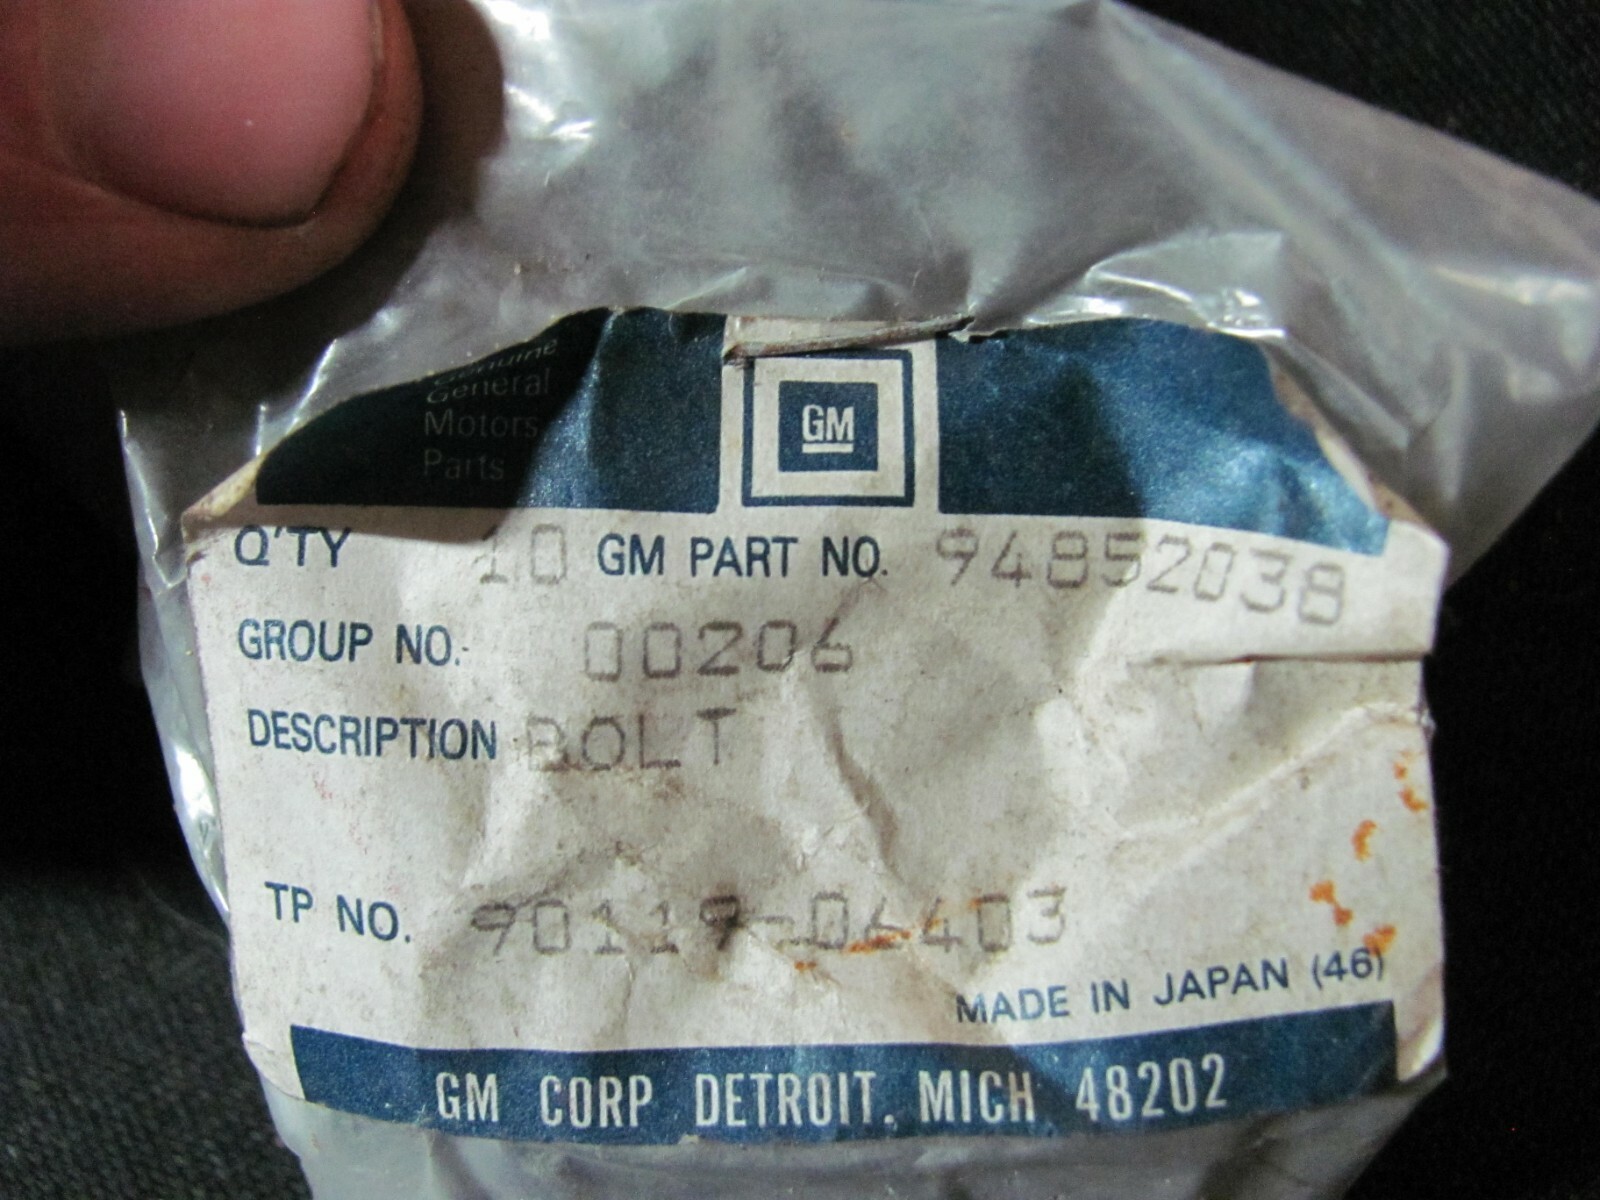 Genuine
General
Motors
Parts
GM
Q'TY 10 GM PART NO. 94852038
GROUP NO. 00206
DESCRIPTION BOLT
TP NO. 90119-06403
MADE IN JAPAN (46)
GM CORP DETROIT, MICH 48202